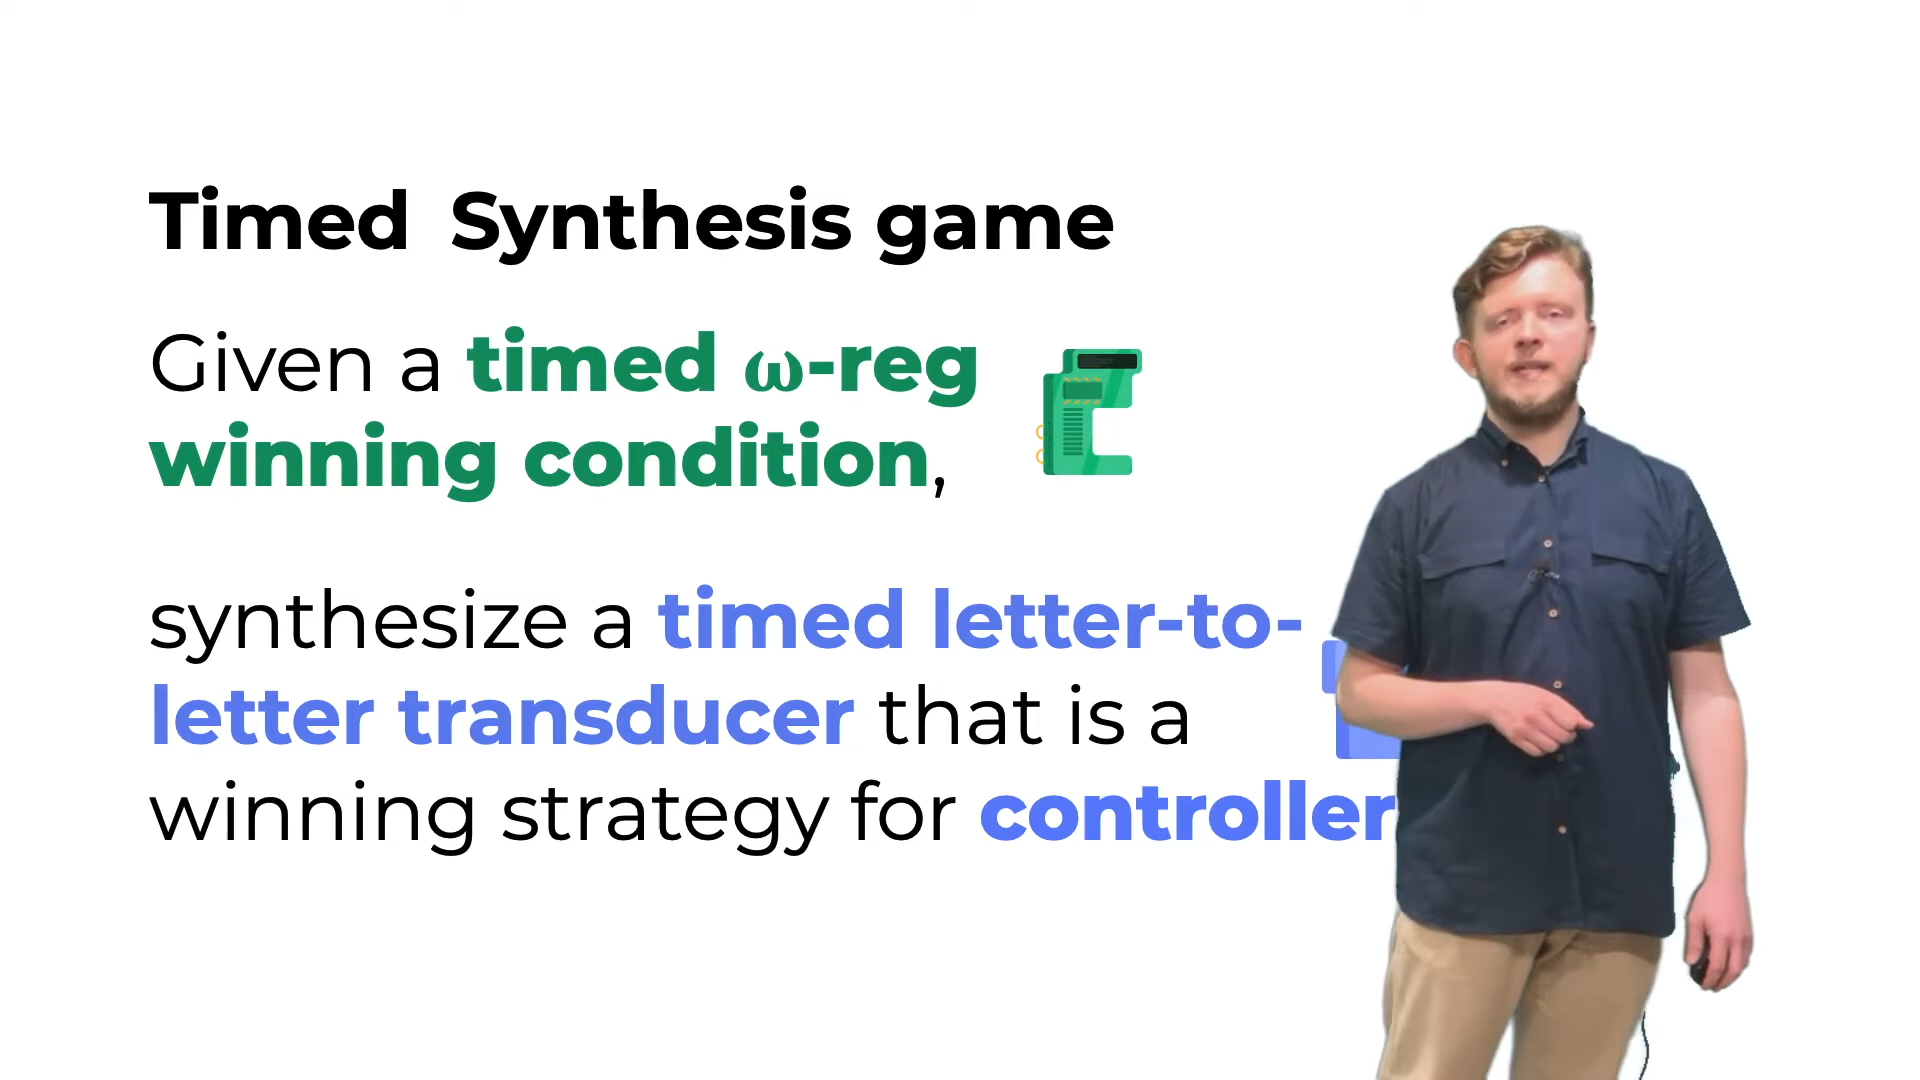 Timed Synthesis game
Given a timed ω-reg
winning condition,
synthesize a timed letter-to-
letter transducer that is a
winning strategy for controller